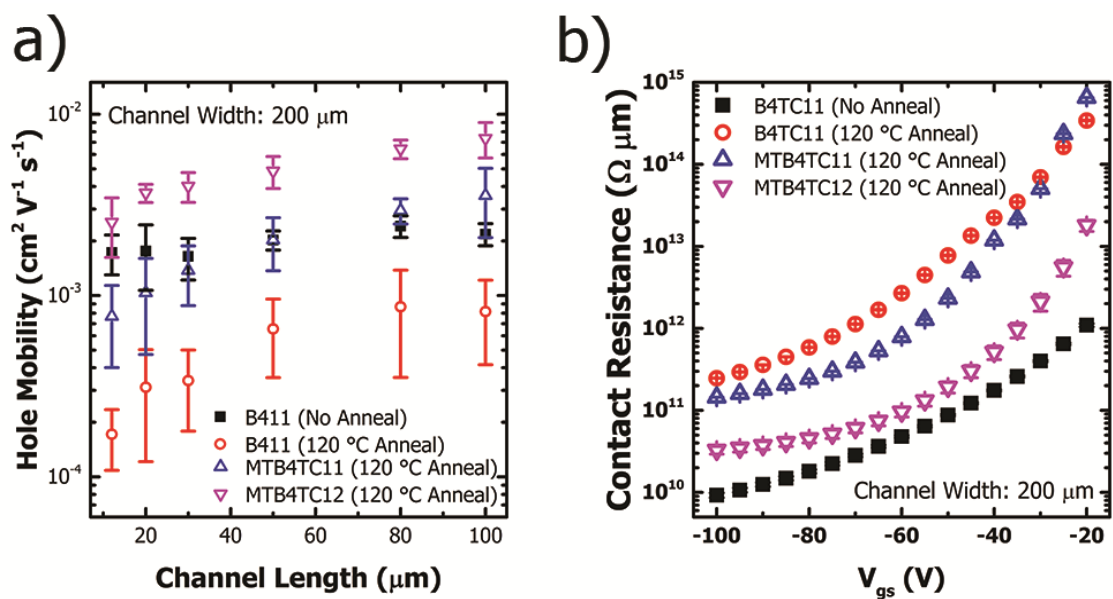 a)
Channel Width: 200 μm
10⁻²
10⁻³
10⁻⁴
Hole Mobility (cm² V⁻¹ s⁻¹)
B411 (No Anneal)
B411 (120 °C Anneal)
MTB4TC11 (120 °C Anneal)
MTB4TC12 (120 °C Anneal)
20 40 60 80 100
Channel Length (μm)
b)
10¹⁵
10¹⁴
10¹³
10¹²
10¹¹
10¹⁰
Contact Resistance (Ω μm)
B4TC11 (No Anneal)
B4TC11 (120 °C Anneal)
MTB4TC11 (120 °C Anneal)
MTB4TC12 (120 °C Anneal)
Channel Width: 200 μm
-100 -80 -60 -40 -20
V_gs (V)